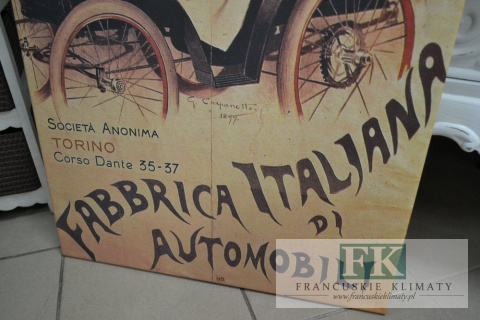 G. Carpanetto
1899
SOCIETÀ ANONIMA
TORINO
CORSO DANTE 35-37
FABBRICA ITALIANA
DI
AUTOMOBILI
FK
FRANCUSKIE KLIMATY
www.francuskieklimaty.pl